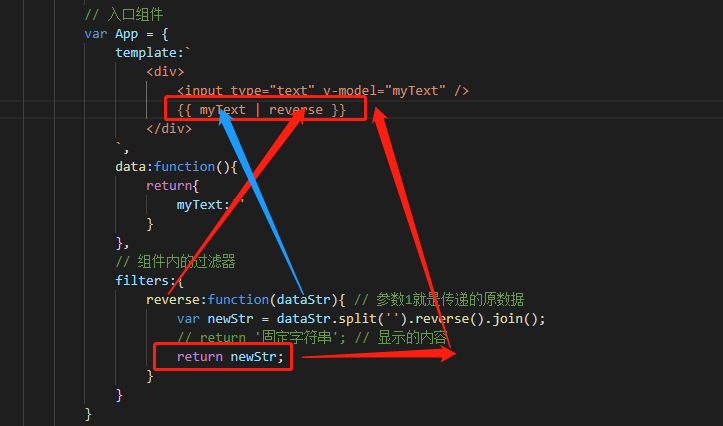 // 入口组件
var App = {
template:`
<div>
<input type="text" v-model="myText" />
{{ myText | reverse }}
</div>
`,
data:function(){
return{
myText:''
}
},
// 组件内的过滤器
filters:{
reverse:function(dataStr){ // 参数1就是传递的原数据
var newStr = dataStr.split('').reverse().join();
// return '固定字符串'; // 显示的内容
return newStr;
}
}
}